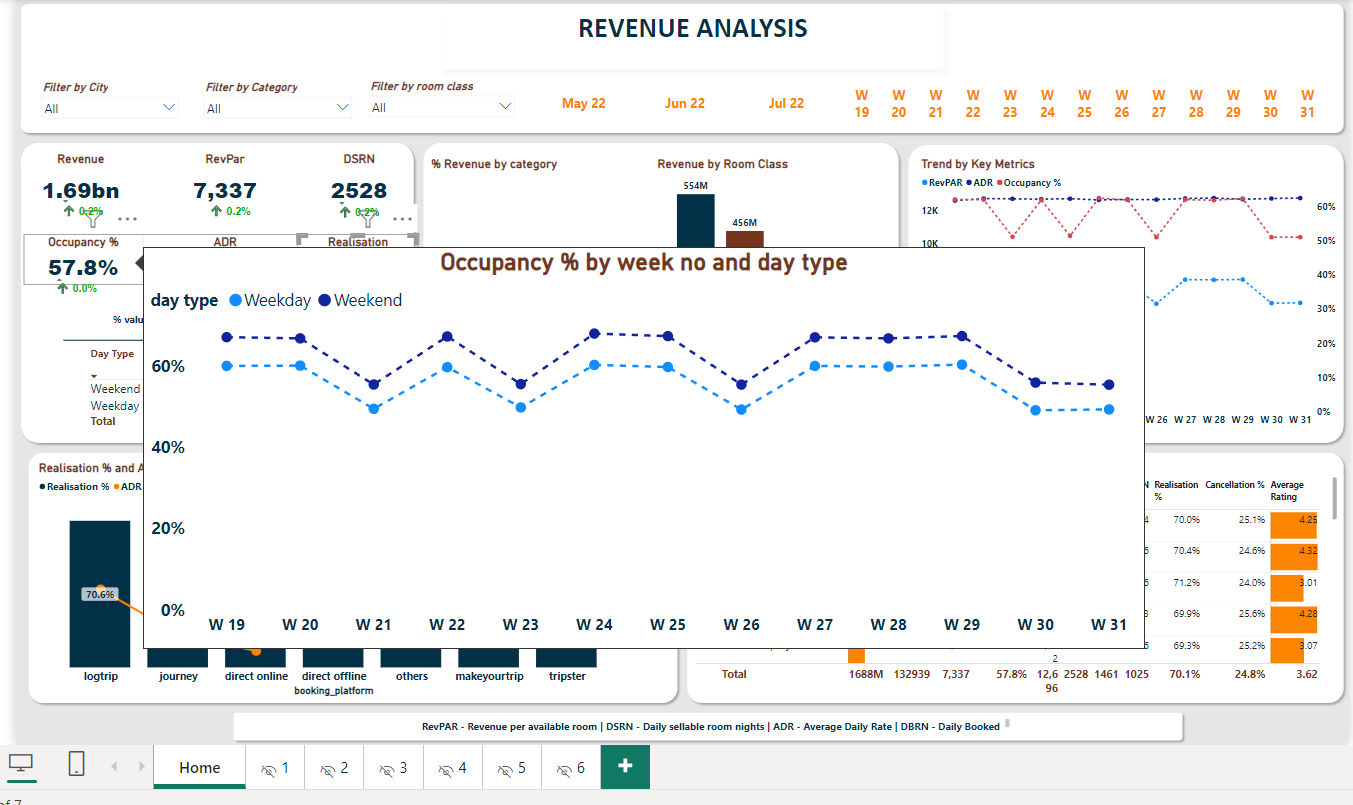 REVENUE ANALYSIS
Filter by City
All
Filter by Category
All
Filter by room class
All
May 22 Jun 22 Jul 22
W 19 W 20 W 21 W 22 W 23 W 24 W 25 W 26 W 27 W 28 W 29 W 30 W 31
Revenue RevPar DSRN
1.69bn 7,337 2528
0.2% 0.2% 0.2%
Occupancy % ADR Realisation
57.8%
0.0%
% valu
Day Type
Weekend
Weekday
Total
% Revenue by category
Revenue by Room Class
554M
456M
Trend by Key Metrics
RevPAR ADR Occupancy %
12K
10K
60%
50%
40%
30%
20%
10%
0%
W 26 W 27 W 28 W 29 W 30 W 31
Occupancy % by week no and day type
day type Weekday Weekend
60%
40%
20%
0%
W 19 W 20 W 21 W 22 W 23 W 24 W 25 W 26 W 27 W 28 W 29 W 30 W 31
Realisation % and A
Realisation % ADR
70.6%
logtrip journey direct online direct offline others makeyourtrip tripster
booking_platform
N Realisation % Cancellation % Average Rating
70.0% 25.1% 4.25
70.4% 24.6% 4.32
71.2% 24.0% 3.01
69.9% 25.6% 4.28
69.3% 25.2% 3.07
2
Total 1688M 132939 7,337 57.8% 12,696 2528 1461 1025 70.1% 24.8% 3.62
RevPAR - Revenue per available room | DSRN - Daily sellable room nights | ADR - Average Daily Rate | DBRN - Daily Booked
Home 1 2 3 4 5 6 +
of 7